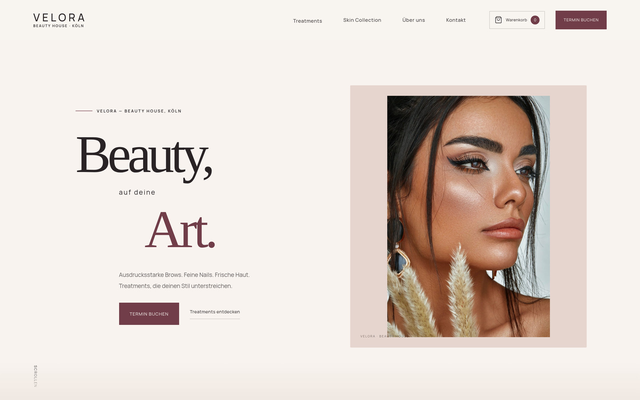 VELORA
BEAUTY HOUSE · KÖLN
Treatments
Skin Collection
Über uns
Kontakt
Warenkorb 0
TERMIN BUCHEN
VELORA — BEAUTY HOUSE, KÖLN
Beauty,
auf deine
Art.
Ausdrucksstarke Brows. Feine Nails. Frische Haut.
Treatments, die deinen Stil unterstreichen.
TERMIN BUCHEN
Treatments entdecken